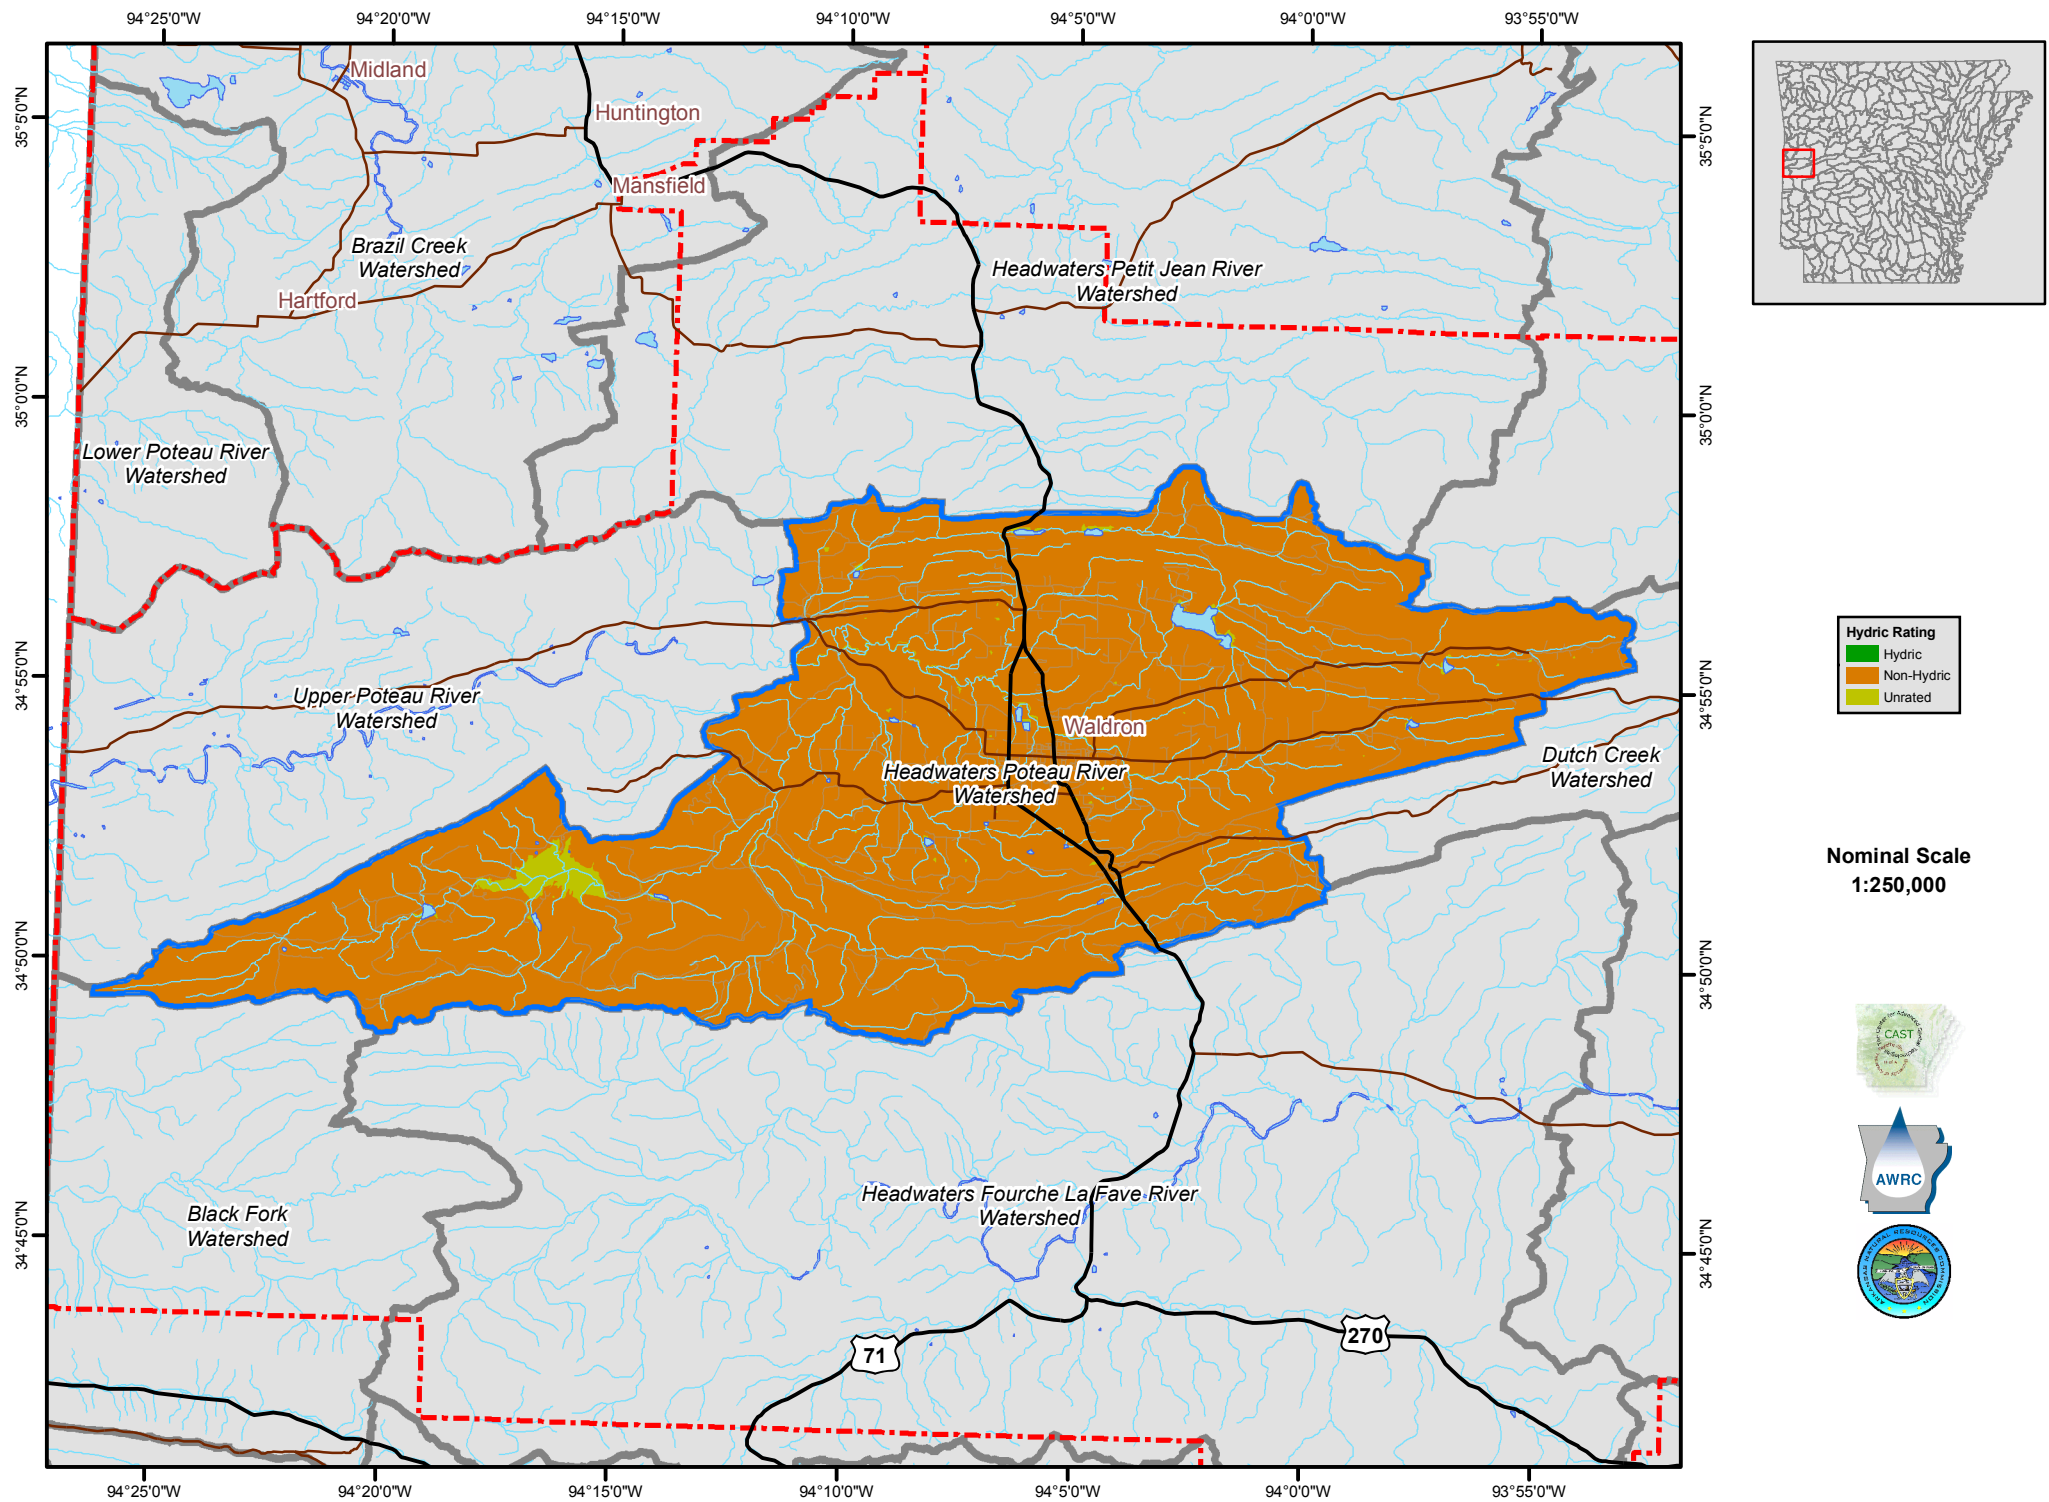 94°25'0"W
94°20'0"W
94°15'0"W
94°10'0"W
94°5'0"W
94°0'0"W
93°55'0"W
35°5'0"N
35°0'0"N
34°55'0"N
34°50'0"N
34°45'0"N
Midland
Huntington
Mansfield
Brazil Creek
Watershed
Hartford
Headwaters Petit Jean River
Watershed
Lower Poteau River
Watershed
Upper Poteau River
Watershed
Waldron
Headwaters Poteau River
Watershed
Dutch Creek
Watershed
Headwaters Fourche La Fave River
Watershed
Black Fork
Watershed
71
270
35°5'0"N
35°0'0"N
34°55'0"N
34°50'0"N
34°45'0"N
94°25'0"W
94°20'0"W
94°15'0"W
94°10'0"W
94°5'0"W
94°0'0"W
93°55'0"W
Hydric Rating
Hydric
Non-Hydric
Unrated
Nominal Scale
1:250,000
CAST
AWRC
ARKANSAS NATURAL RESOURCES COMMISSION